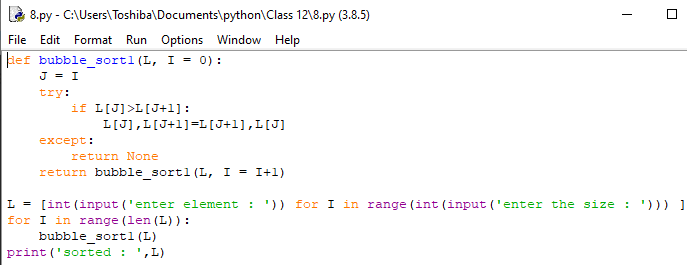 8.py - C:\Users\Toshiba\Documents\python\Class 12\8.py (3.8.5)
File Edit Format Run Options Window Help
def bubble_sort1(L, I = 0):
    J = I
    try:
        if L[J]>L[J+1]:
            L[J],L[J+1]=L[J+1],L[J]
    except:
        return None
    return bubble_sort1(L, I = I+1)

L = [int(input('enter element : ')) for I in range(int(input('enter the size : '))) ]
for I in range(len(L)):
    bubble_sort1(L)
print('sorted : ',L)